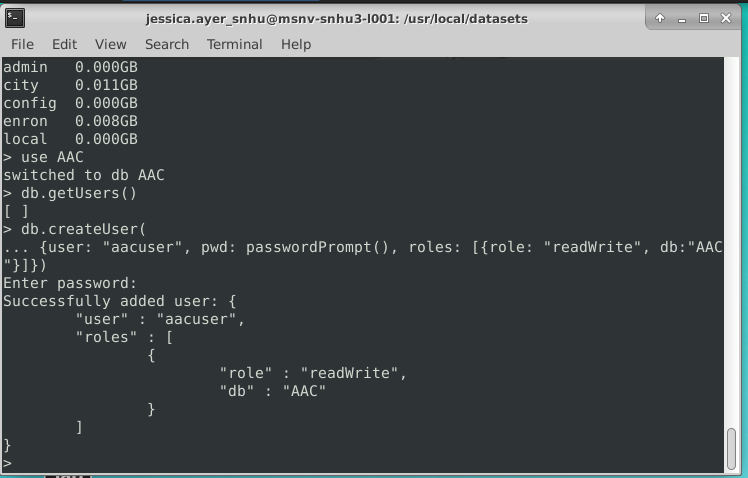 jessica.ayer_snhu@msnv-snhu3-l001: /usr/local/datasets
File Edit View Search Terminal Help
admin   0.000GB
city    0.011GB
config  0.000GB
enron   0.008GB
local   0.000GB
> use AAC
switched to db AAC
> db.getUsers()
[ ]
> db.createUser(
... {user: "aacuser", pwd: passwordPrompt(), roles: [{role: "readWrite", db:"AAC
"}]})
Enter password:
Successfully added user: {
        "user" : "aacuser",
        "roles" : [
                {
                        "role" : "readWrite",
                        "db" : "AAC"
                }
        ]
}
>